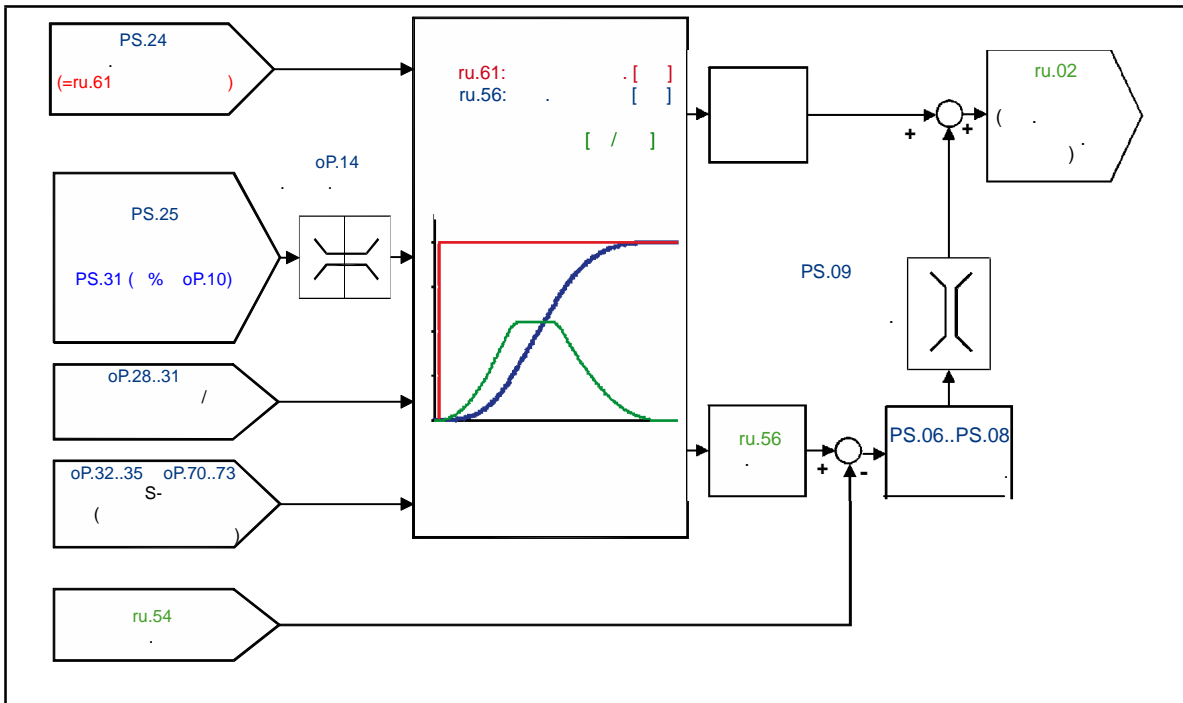 PS.24
.
(=ru.61 )
ru.61: . [ ]
ru.56: . [ ]
[ / ]
ru.02
( .
.
)
+
+
oP.14
. .
PS.25
PS.31 ( % oP.10)
PS.09
.
oP.28..31
/
ru.56
.
+
-
PS.06..PS.08
.
oP.32..35 oP.70..73
S-
(
)
ru.54
.